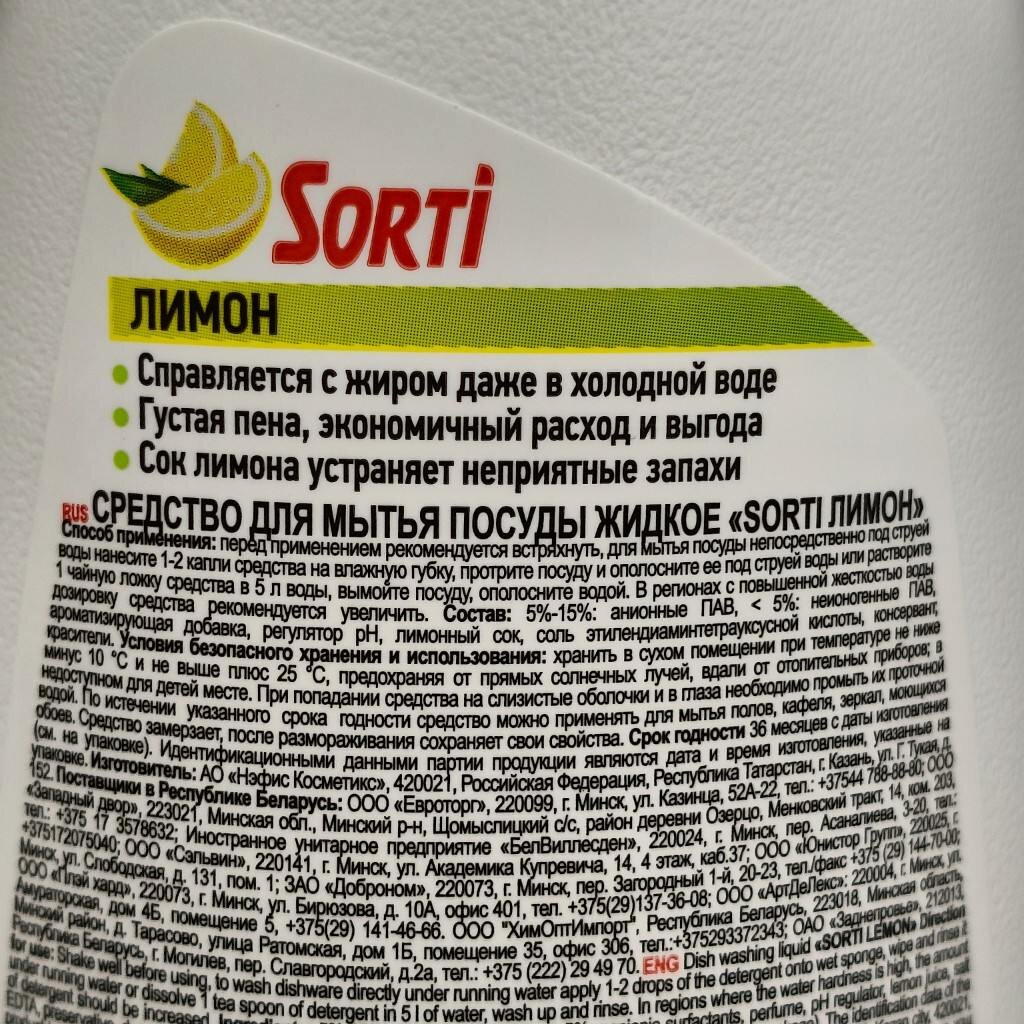 SORTi
ЛИМОН
• Справляется с жиром даже в холодной воде
• Густая пена, экономичный расход и выгода
• Сок лимона устраняет неприятные запахи
RUS СРЕДСТВО ДЛЯ МЫТЬЯ ПОСУДЫ ЖИДКОЕ «SORTI ЛИМОН»
Способ применения: перед применением рекомендуется встряхнуть, для мытья посуды непосредственно под струей
воды нанесите 1-2 капли средства на влажную губку, протрите посуду и ополосните ее под струей воды или растворите
1 чайную ложку средства в 5 л воды, вымойте посуду, ополосните водой. В регионах с повышенной жесткостью воды
дозировку средства рекомендуется увеличить. Состав: 5%-15%: анионные ПАВ, < 5%: неионогенные ПАВ,
ароматизирующая добавка, регулятор pH, лимонный сок, соль этилендиаминтетрауксусной кислоты, консервант,
красители. Условия безопасного хранения и использования: хранить в сухом помещении при температуре не ниже
минус 10 °C и не выше плюс 25 °C, предохраняя от прямых солнечных лучей, вдали от отопительных приборов; в
недоступном для детей месте. При попадании средства на слизистые оболочки и в глаза необходимо промыть их проточной
водой. По истечении указанного срока годности средство можно применять для мытья полов, кафеля, зеркал, моющихся
обоев. Средство замерзает, после размораживания сохраняет свои свойства. Срок годности 36 месяцев с даты изготовления
(см. на упаковке). Идентификационными данными партии продукции являются дата и время изготовления, указанные на
упаковке. Изготовитель: АО «Нэфис Косметикс», 420021, Российская Федерация, Республика Татарстан, г. Казань, ул. Г. Тукая, д.
152. Поставщики в Республике Беларусь: ООО «Евроторг», 220099, г. Минск, ул. Казинца, 52А-22, тел.: +37544 788-88-80; ООО
«Западный двор», 223021, Минская обл., Минский р-н, Щомыслицкий с/с, район деревни Озерцо, Менковский тракт, 14, ком. 203,
тел.: +375 17 3578632; Иностранное унитарное предприятие «БелВиллесден», 220024, г. Минск, пер. Асаналиева, 3-20, тел.:
+375172075040; ООО «Сэльвин», 220141, г. Минск, ул. Академика Купревича, 14, 4 этаж, каб.37; ООО «Юнистор Групп», 220025, г.
Минск, ул. Слободская, д. 131, пом. 1; ЗАО «Доброном», 220073, г. Минск, пер. Загородный 1-й, 20-23, тел./факс +375 (29) 144-70-00;
ООО «Плэй хард», 220073, г. Минск, ул. Бирюзова, д. 10А, офис 401, тел. +375(29)137-36-08; ООО «АртДеЛекс»: 220004, г. Минск, ул.
Амураторская, дом 4Б, помещение 5, +375(29) 141-46-66. ООО "ХимОптИмпорт", Республика Беларусь, 223018, Минская область,
Минский район, д. Тарасово, улица Ратомская, дом 1Б, помещение 35, офис 306, тел.:+375293372343; ОАО «Заднепровье», 212013,
Республика Беларусь, г. Могилев, пер. Славгородский, д.2а, тел.: +375 (222) 29 49 70. ENG Dish washing liquid «SORTI LEMON» Direction
for use: Shake well before using, to wash dishware directly under running water apply 1-2 drops of the detergent onto wet sponge, wipe and rinse it
under running water or dissolve 1 tea spoon of detergent in 5 l of water, wash up and rinse. In regions where the water hardness is high, the amount
of detergent should be increased. surfactants, perfume, pH regulator, lemon juice, salt
EDTA, The identification data of the
420021,